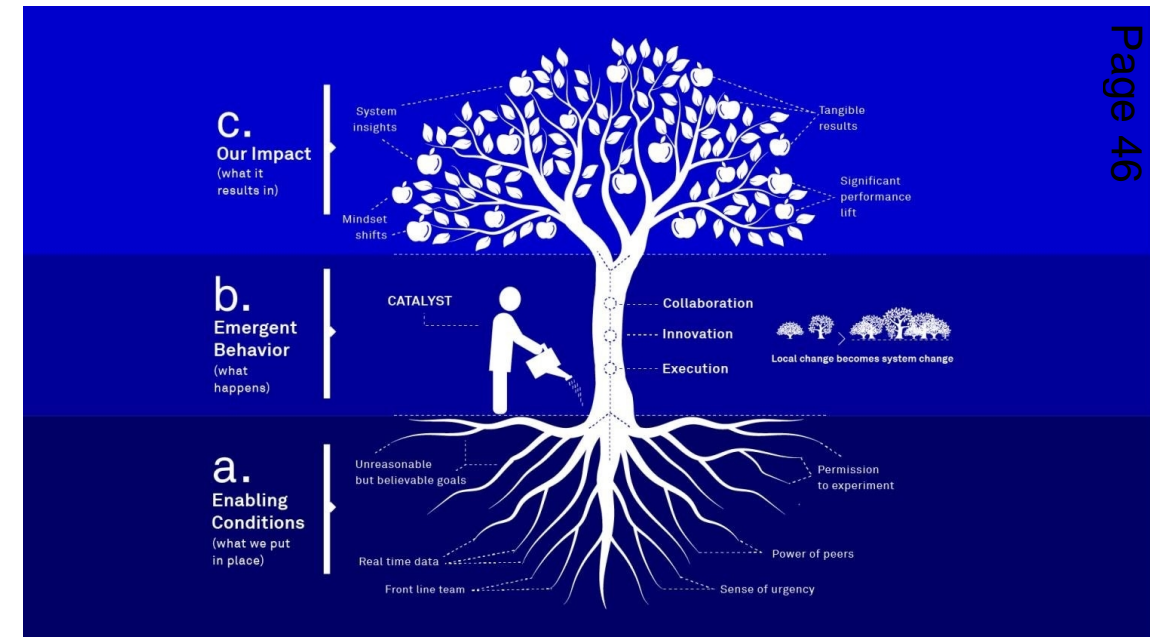 Page 46
c.
Our Impact
(what it
results in)
System
insights
Mindset
shifts
Tangible
results
Significant
performance
lift
b.
Emergent
Behavior
(what
happens)
CATALYST
Collaboration
Innovation
Execution
Local change becomes system change
a.
Enabling
Conditions
(what we put
in place)
Unreasonable
but believable goals
Real time data
Front line team
Permission
to experiment
Power of peers
Sense of urgency